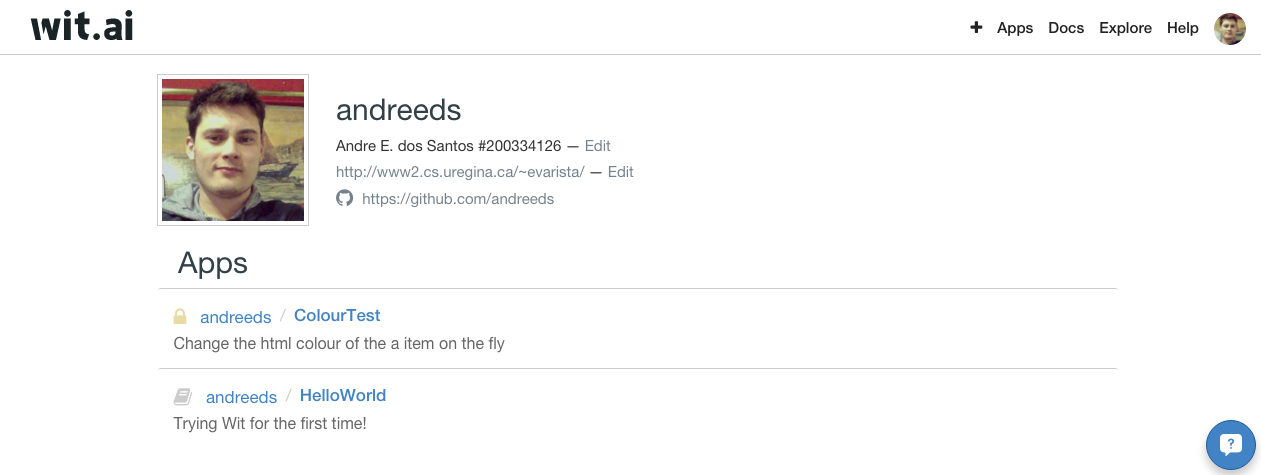 wit.ai
+ Apps Docs Explore Help
andreeds
Andre E. dos Santos #200334126 — Edit
http://www2.cs.uregina.ca/~evarista/ — Edit
https://github.com/andreeds
Apps
andreeds / ColourTest
Change the html colour of the a item on the fly
andreeds / HelloWorld
Trying Wit for the first time!
?